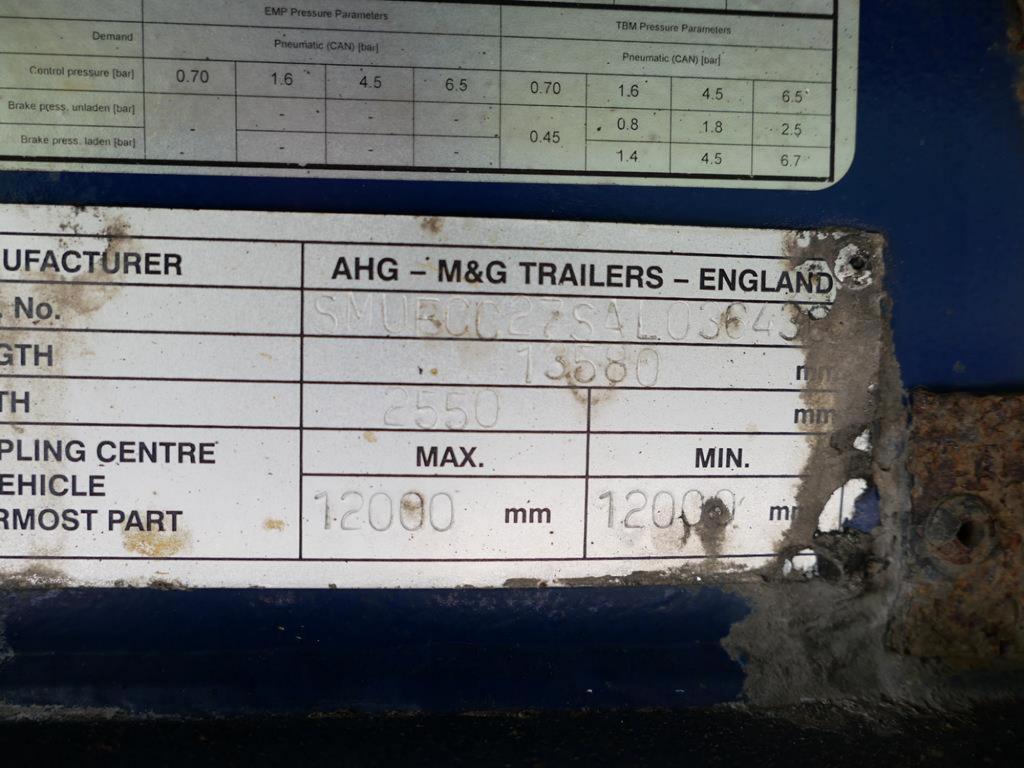 EMP Pressure Parameters TBM Pressure Parameters
Demand Pneumatic (CAN) [bar] Pneumatic (CAN) [bar]
Control pressure [bar] 0.70 1.6 4.5 6.5 0.70 1.6 4.5 6.5
Brake press. unladen [bar] - - - - 0.45 0.8 1.8 2.5
Brake press. laden [bar] - - - 1.4 4.5 6.7
UFACTURER AHG – M&G TRAILERS – ENGLAND
. No.
GTH 13580 mm
TH 2550 mm
PLING CENTRE MAX. MIN.
EHICLE
RMOST PART 12000 mm 12000 mm